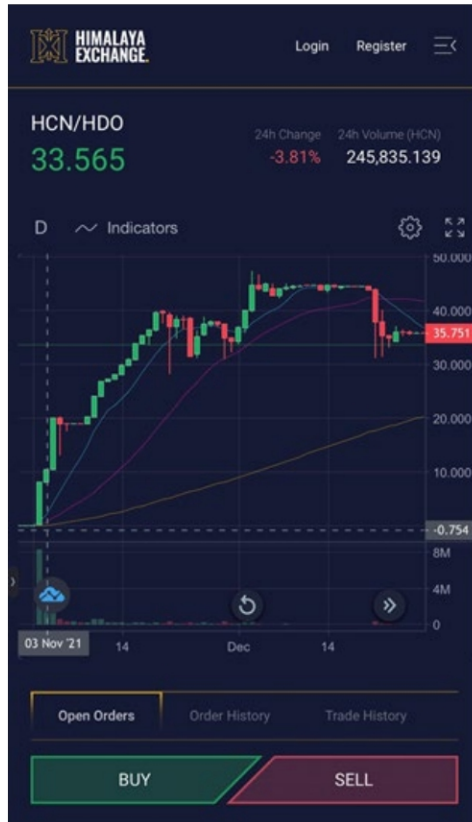 HIMALAYA
EXCHANGE.
Login Register
HCN/HDO
33.565
24h Change 24h Volume (HCN)
-3.81% 245,835.139
D Indicators
50.000
40.000
35.751
30.000
20.000
10.000
-0.754
8M
4M
0
03 Nov '21 14 Dec 14
Open Orders Order History Trade History
BUY SELL